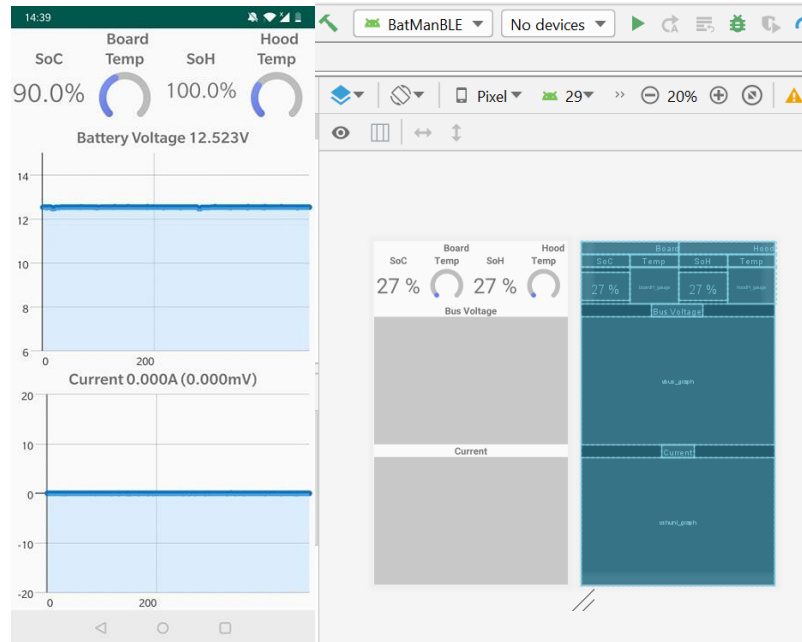 14:39
Board
Hood
SoC
Temp
SoH
Temp
90.0%
100.0%
Battery Voltage 12.523V
14
12
10
8
6
0
200
Current 0.000A (0.000mV)
20
10
0
-10
-20
0
200
BatManBLE
No devices
Pixel
29
20%
Board
Hood
SoC
Temp
SoH
Temp
27 %
27 %
Bus Voltage
Current
Board
Hood
SoC
Temp
SoH
Temp
27 %
27 %
Bus Voltage
vbus_graph
Current
vshunt_graph